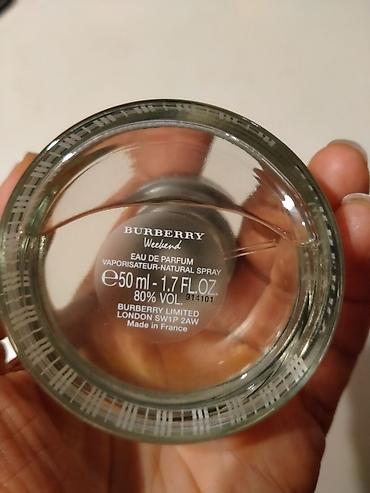 BURBERRY
Weekend
EAU DE PARFUM
VAPORISATEUR-NATURAL SPRAY
℮50 ml - 1.7 FL.OZ.
80% VOL. 914101
BURBERRY LIMITED
LONDON SW1P 2AW
Made in France